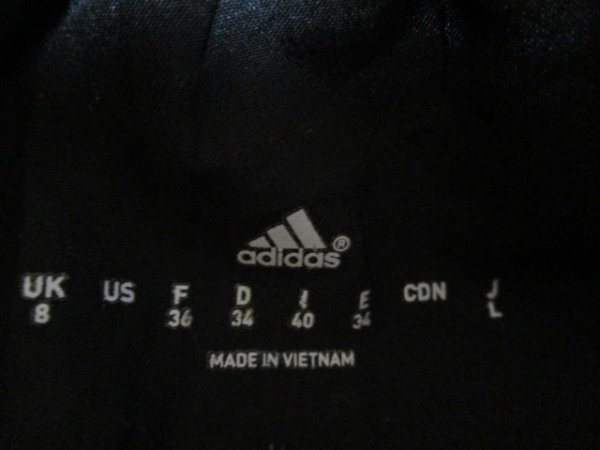 adidas®
UK US F D I E CDN J
8 36 34 40 34 L
MADE IN VIETNAM